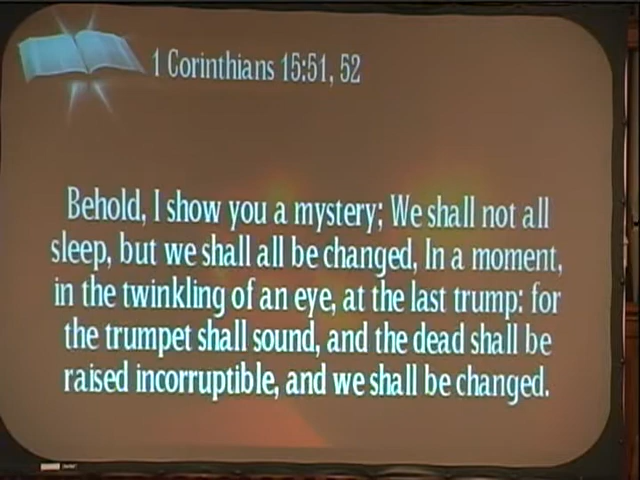 1 Corinthians 15:51, 52
Behold, I show you a mystery; We shall not all
sleep, but we shall all be changed, In a moment,
in the twinkling of an eye, at the last trump: for
the trumpet shall sound, and the dead shall be
raised incorruptible, and we shall be changed.